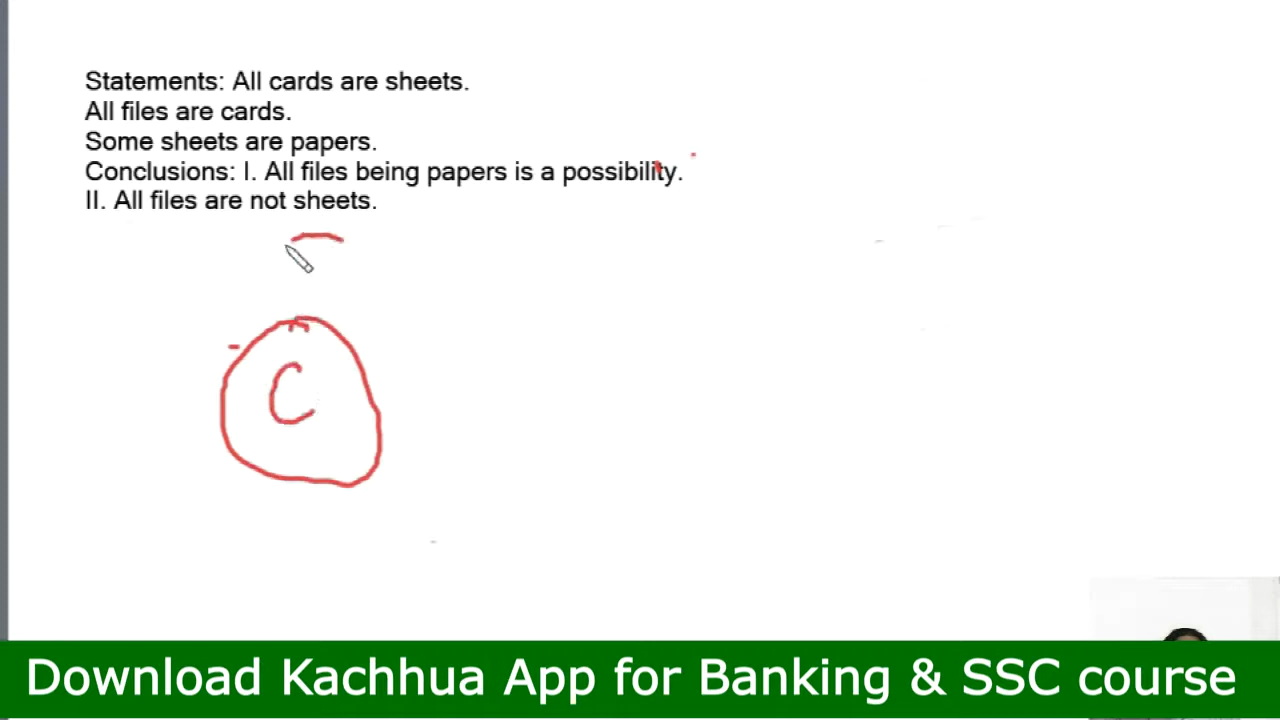 Statements: All cards are sheets.
All files are cards.
Some sheets are papers.
Conclusions: I. All files being papers is a possibility.
II. All files are not sheets.
C
Download Kachhua App for Banking & SSC course